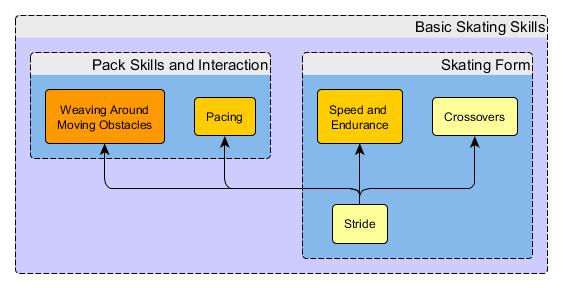 Basic Skating Skills
Pack Skills and Interaction
Skating Form
Weaving Around
Moving Obstacles
Pacing
Speed and
Endurance
Crossovers
Stride